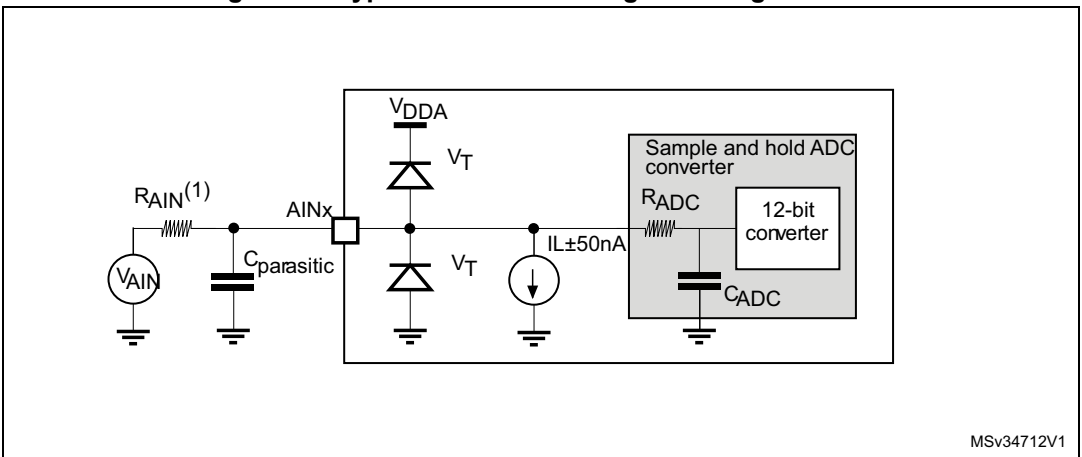 VDDA
VT
Sample and hold ADC
converter
RAIN(1)
AINx
RADC
12-bit
converter
IL±50nA
VAIN
Cparasitic
VT
CADC
MSv34712V1